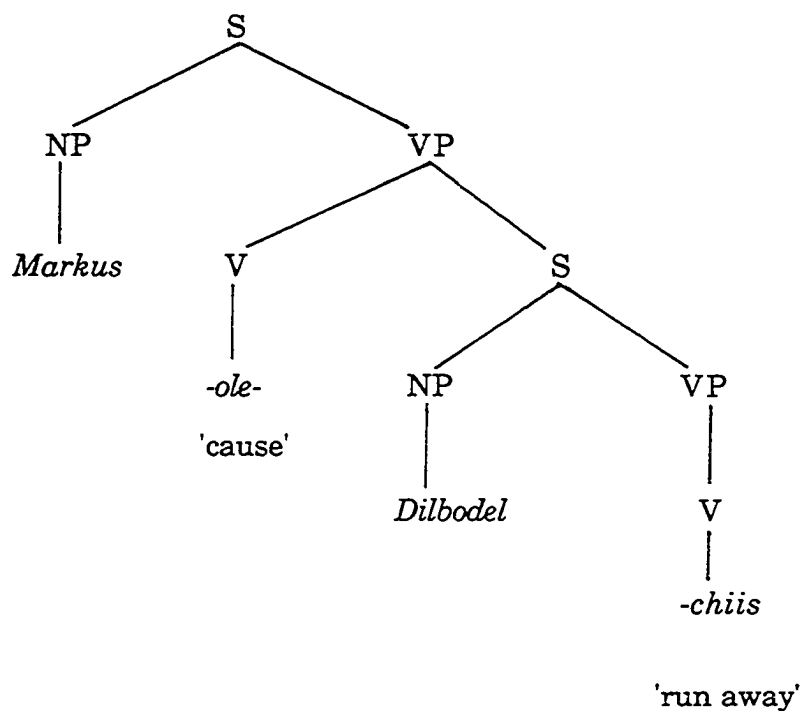 S
NP VP
Markus V S
-ole- NP VP
'cause'
Dilbodel V
-chiis
'run away'